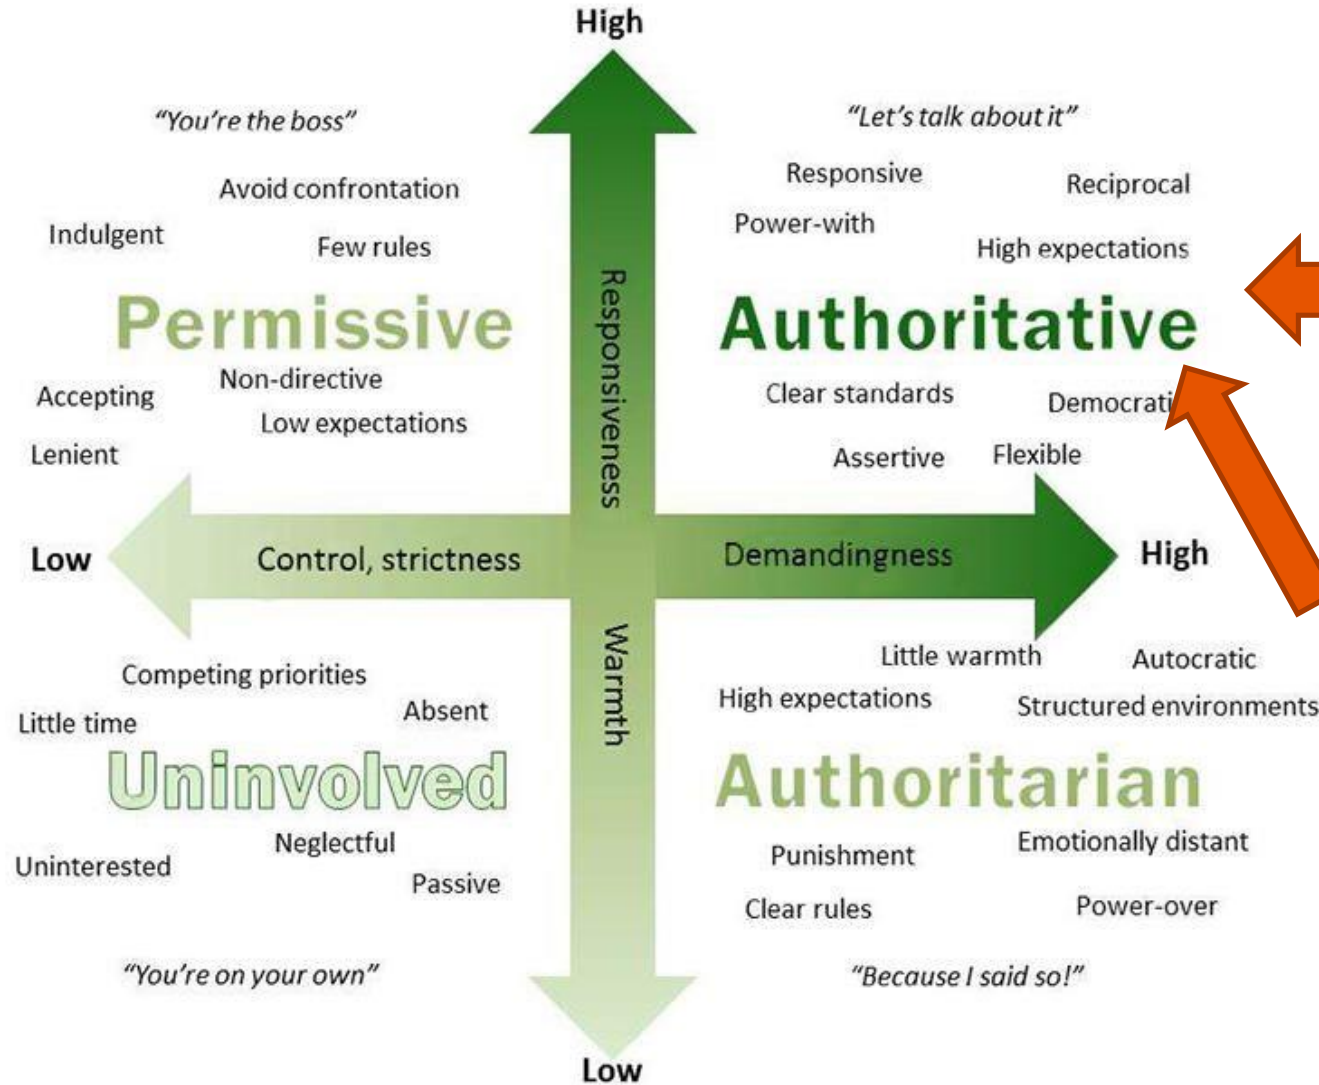 High
“You’re the boss”
Avoid confrontation
Indulgent
Few rules
Permissive
Non-directive
Accepting
Low expectations
Lenient
“Let’s talk about it”
Responsive
Reciprocal
Power-with
High expectations
Authoritative
Clear standards
Democrati
Assertive
Flexible
Responsiveness
Low
Control, strictness
Demandingness
High
Warmth
Competing priorities
Absent
Little time
Uninvolved
Neglectful
Uninterested
Passive
“You’re on your own”
Little warmth
Autocratic
High expectations
Structured environments
Authoritarian
Emotionally distant
Punishment
Clear rules
Power-over
“Because I said so!”
Low